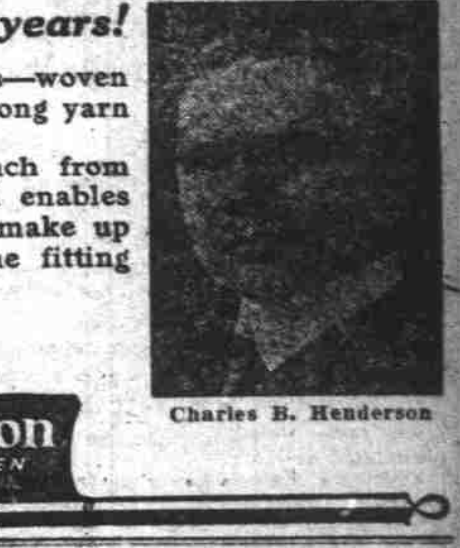 years!
—woven
ong yarn
ch from
enables
make up
e fitting
Charles B. Henderson
on
EN